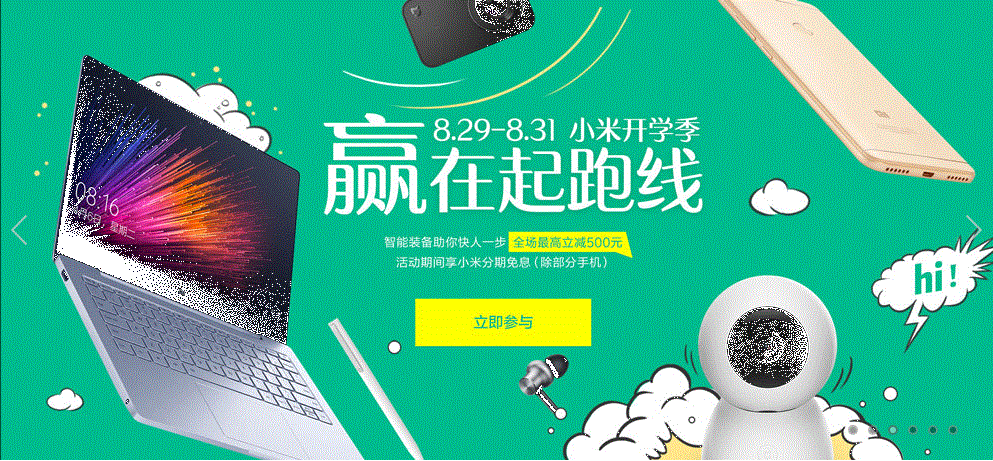 8.29-8.31 小米开学季
赢在起跑线
智能装备助你快人一步 全场最高立减500元
活动期间享小米分期免息（除部分手机）
立即参与
08:16
星期二
hi!